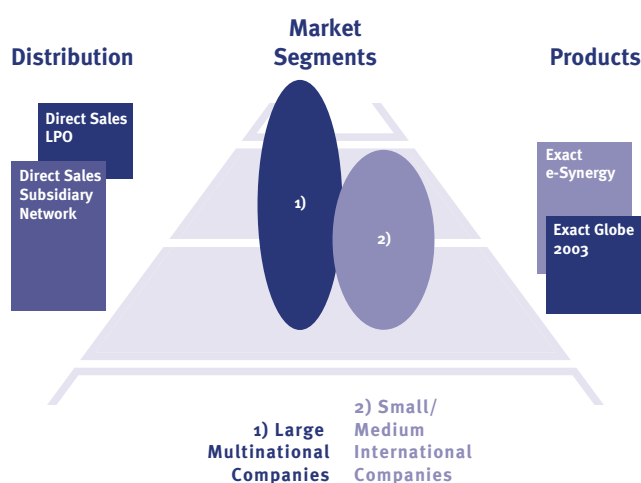 Distribution
Market
Segments
Products
Direct Sales
LPO
Direct Sales
Subsidiary
Network
1)
2)
Exact
e-Synergy
Exact Globe
2003
1) Large
Multinational
Companies
2) Small/
Medium
International
Companies